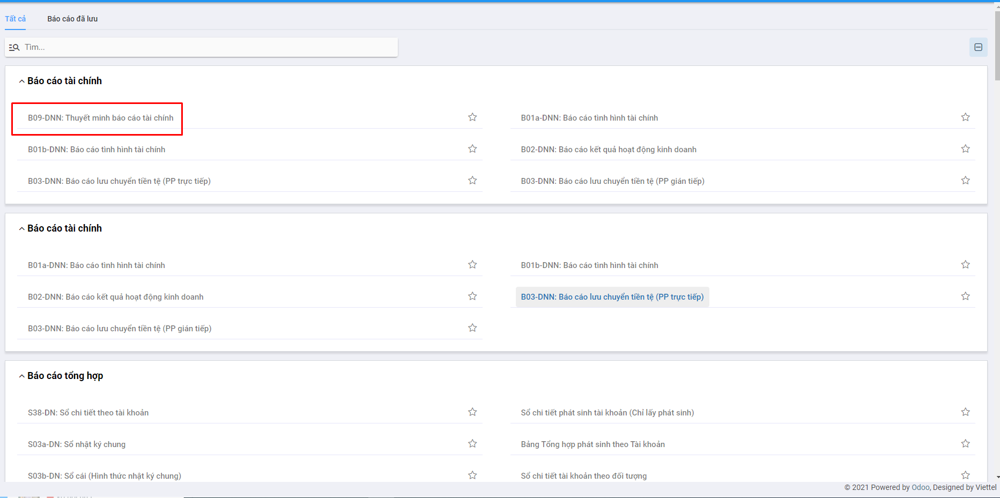 Tất cả
Báo cáo đã lưu
Tìm...
Báo cáo tài chính
B09-DNN: Thuyết minh báo cáo tài chính
B01a-DNN: Báo cáo tình hình tài chính
B01b-DNN: Báo cáo tình hình tài chính
B02-DNN: Báo cáo kết quả hoạt động kinh doanh
B03-DNN: Báo cáo lưu chuyển tiền tệ (PP trực tiếp)
B03-DNN: Báo cáo lưu chuyển tiền tệ (PP gián tiếp)
Báo cáo tài chính
B01a-DNN: Báo cáo tình hình tài chính
B01b-DNN: Báo cáo tình hình tài chính
B02-DNN: Báo cáo kết quả hoạt động kinh doanh
B03-DNN: Báo cáo lưu chuyển tiền tệ (PP trực tiếp)
B03-DNN: Báo cáo lưu chuyển tiền tệ (PP gián tiếp)
Báo cáo tổng hợp
S38-DN: Sổ chi tiết theo tài khoản
Sổ chi tiết phát sinh tài khoản (Chỉ lấy phát sinh)
S03a-DN: Sổ nhật ký chung
Bảng Tổng hợp phát sinh theo Tài khoản
S03b-DN: Sổ cái (Hình thức nhật ký chung)
Sổ chi tiết tài khoản theo đối tượng
© 2021 Powered by Odoo, Designed by Viettel